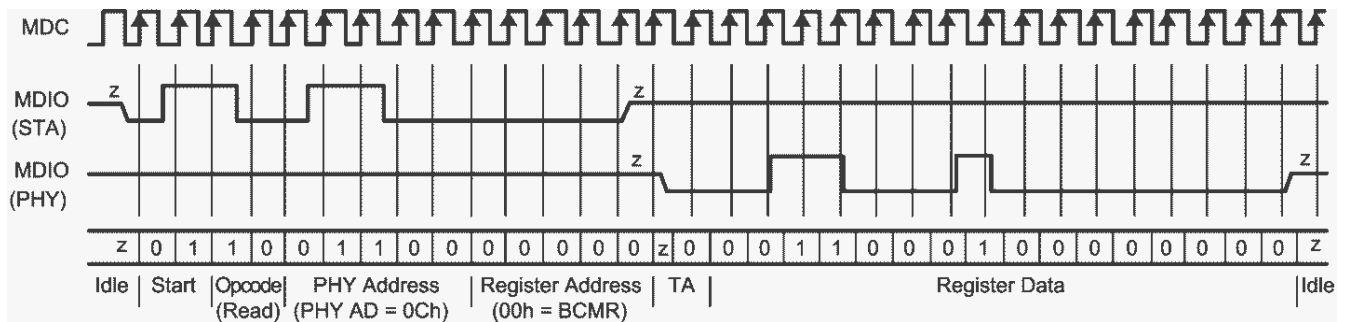 MDC
z z
MDIO
(STA)
MDIO z z
(PHY)
z 0 1 1 0 0 1 1 0 0 0 0 0 0 0 z 0 0 0 1 1 0 0 0 1 0 0 0 0 0 0 0 0 z
Idle Start Opcode PHY Address Register Address TA Register Data Idle
(Read) (PHY AD = 0Ch) (00h = BCMR)